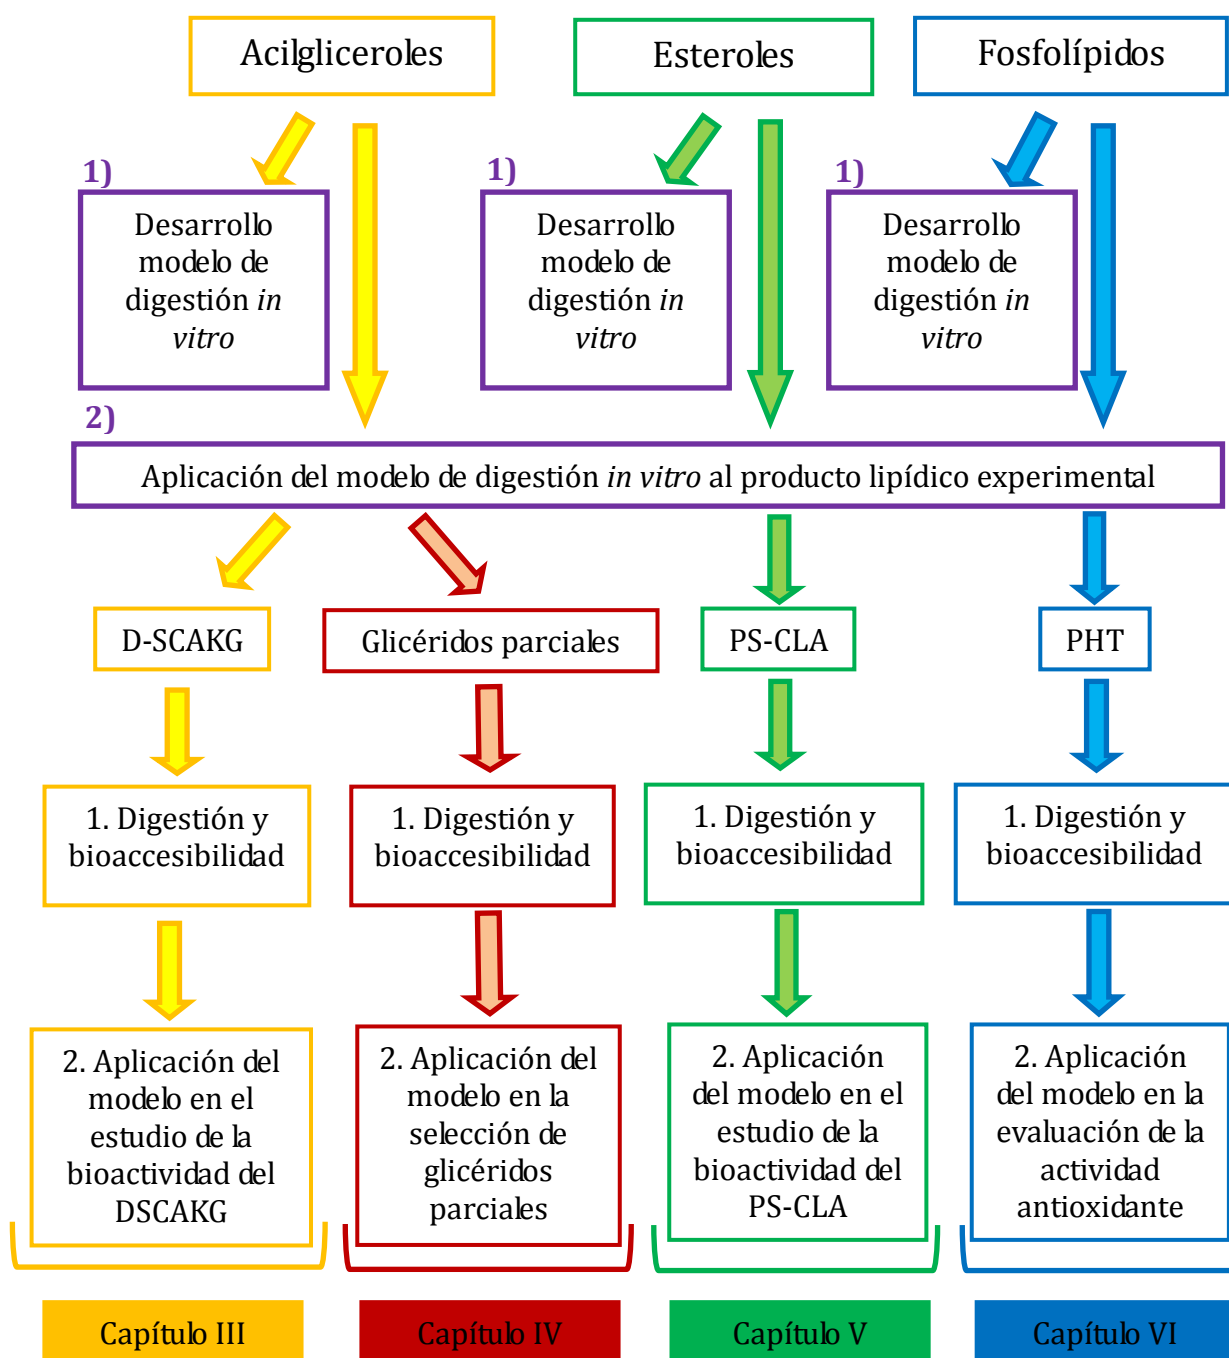 Acilgliceroles
Esteroles
Fosfolípidos
1)
Desarrollo
modelo de
digestión in
vitro
1)
Desarrollo
modelo de
digestión in
vitro
1)
Desarrollo
modelo de
digestión in
vitro
2)
Aplicación del modelo de digestión in vitro al producto lipídico experimental
D-SCAKG
Glicéridos parciales
PS-CLA
PHT
1. Digestión y
bioaccesibilidad
1. Digestión y
bioaccesibilidad
1. Digestión y
bioaccesibilidad
1. Digestión y
bioaccesibilidad
2. Aplicación del
modelo en el
estudio de la
bioactividad del
DSCAKG
2. Aplicación del
modelo en la
selección de
glicéridos
parciales
2. Aplicación
del modelo en el
estudio de la
bioactividad del
PS-CLA
2. Aplicación
del modelo en la
evaluación de la
actividad
antioxidante
Capítulo III
Capítulo IV
Capítulo V
Capítulo VI